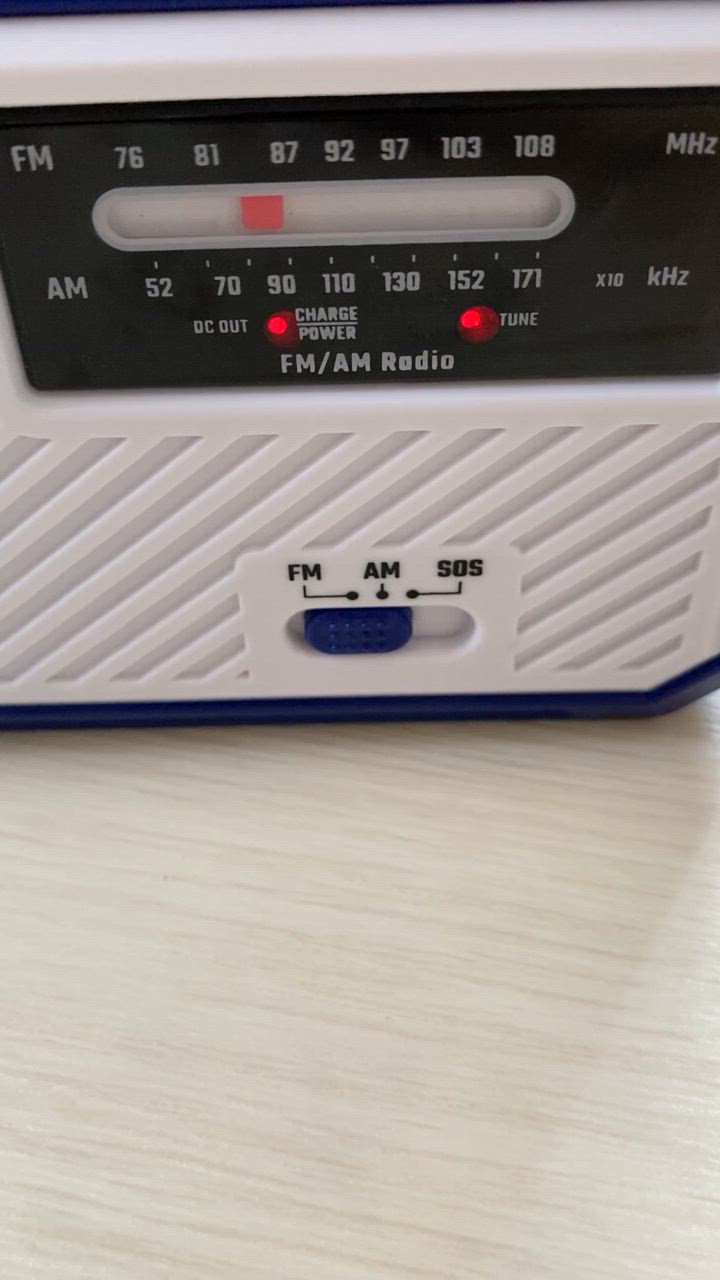 FM 76 81 87 92 97 103 108 MHz
AM 52 70 90 110 130 152 171 X10 kHz
DC OUT CHARGE TUNE
POWER
FM/AM Radio
FM AM SOS